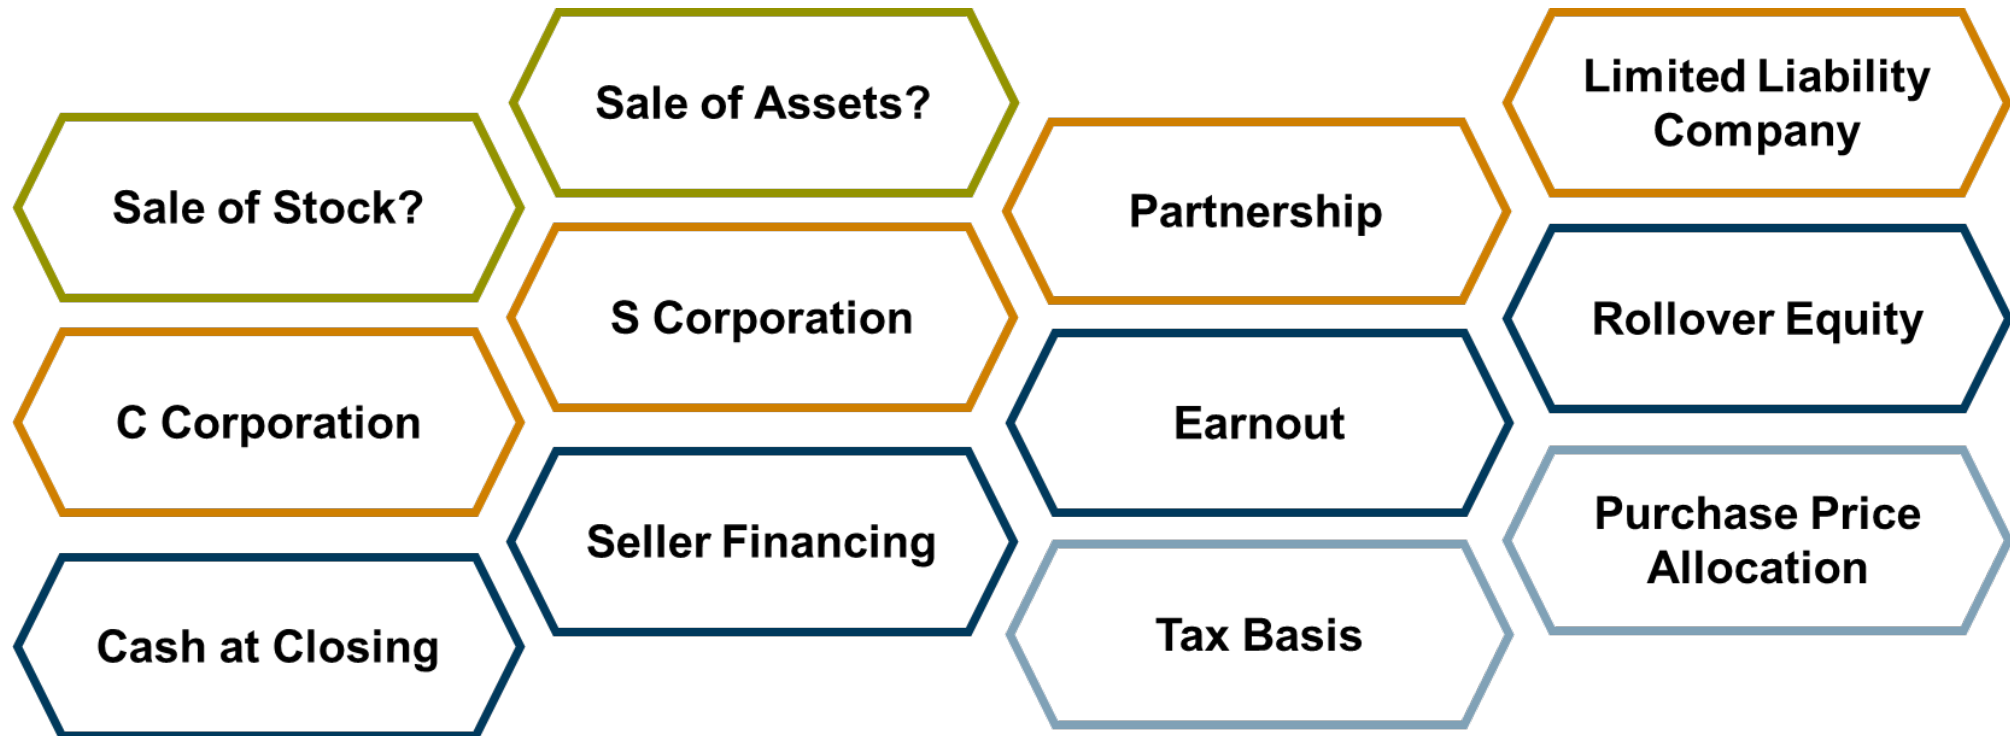 Sale of Stock?
Sale of Assets?
Partnership
Limited Liability
Company
C Corporation
S Corporation
Earnout
Rollover Equity
Cash at Closing
Seller Financing
Tax Basis
Purchase Price
Allocation